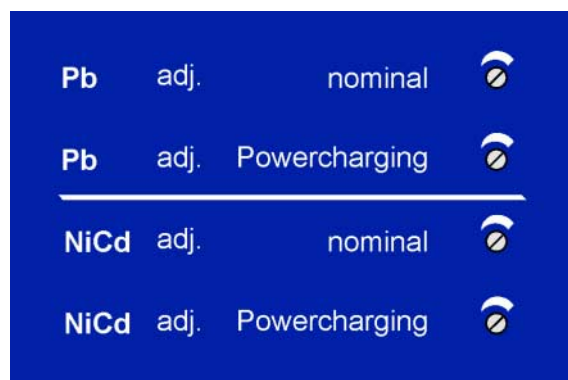 Pb adj. nominal
Pb adj. Powercharging
NiCd adj. nominal
NiCd adj. Powercharging